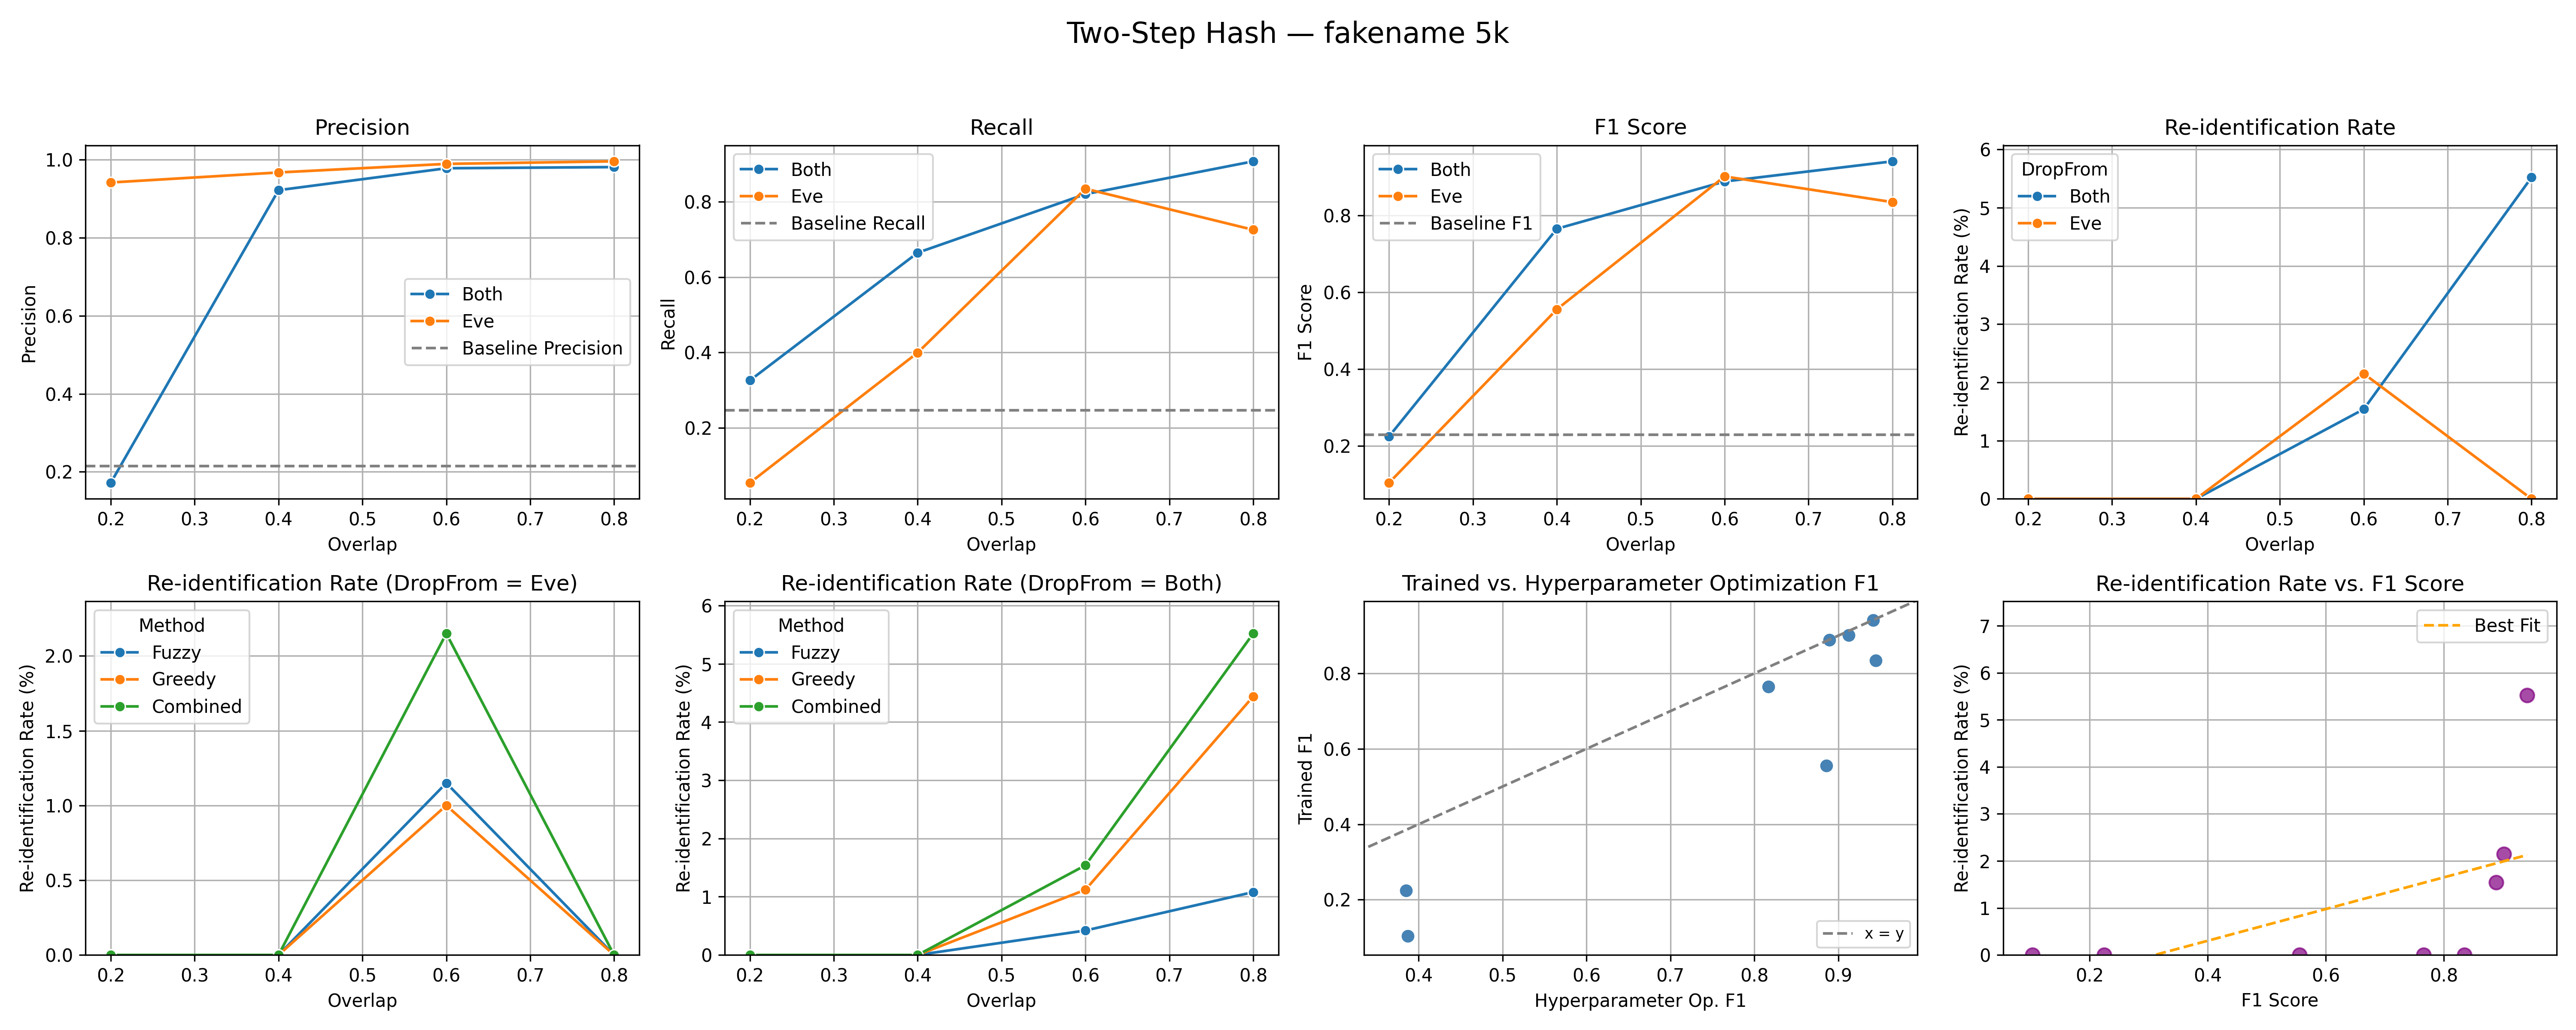 Two-Step Hash — fakename 5k
Precision
Precision
1.0
0.8
0.6
0.4
0.2
Both
Eve
Baseline Precision
0.2 0.3 0.4 0.5 0.6 0.7 0.8
Overlap
Recall
Recall
0.8
0.6
0.4
0.2
Both
Eve
Baseline Recall
0.2 0.3 0.4 0.5 0.6 0.7 0.8
Overlap
F1 Score
F1 Score
0.8
0.6
0.4
0.2
Both
Eve
Baseline F1
0.2 0.3 0.4 0.5 0.6 0.7 0.8
Overlap
Re-identification Rate
Re-identification Rate (%)
6
5
4
3
2
1
0
DropFrom
Both
Eve
0.2 0.3 0.4 0.5 0.6 0.7 0.8
Overlap
Re-identification Rate (DropFrom = Eve)
Re-identification Rate (%)
2.0
1.5
1.0
0.5
0.0
Method
Fuzzy
Greedy
Combined
0.2 0.3 0.4 0.5 0.6 0.7 0.8
Overlap
Re-identification Rate (DropFrom = Both)
Re-identification Rate (%)
6
5
4
3
2
1
0
Method
Fuzzy
Greedy
Combined
0.2 0.3 0.4 0.5 0.6 0.7 0.8
Overlap
Trained vs. Hyperparameter Optimization F1
Trained F1
0.8
0.6
0.4
0.2
x = y
0.4 0.5 0.6 0.7 0.8 0.9
Hyperparameter Op. F1
Re-identification Rate vs. F1 Score
Re-identification Rate (%)
7
6
5
4
3
2
1
0
Best Fit
0.2 0.4 0.6 0.8
F1 Score